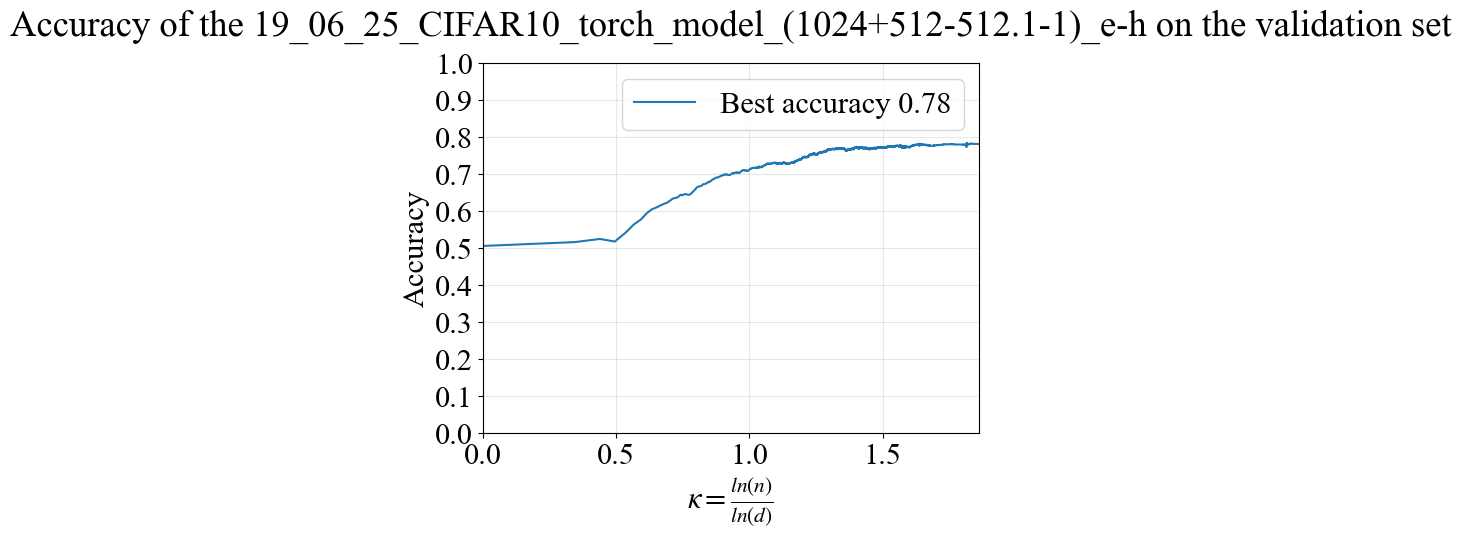 Accuracy of the 19_06_25_CIFAR10_torch_model_(1024+512-512.1-1)_e-h on the validation set
Best accuracy 0.78
Accuracy
1.0
0.9
0.8
0.7
0.6
0.5
0.4
0.3
0.2
0.1
0.0
0.0 0.5 1.0 1.5
κ = ln(n) / ln(d)